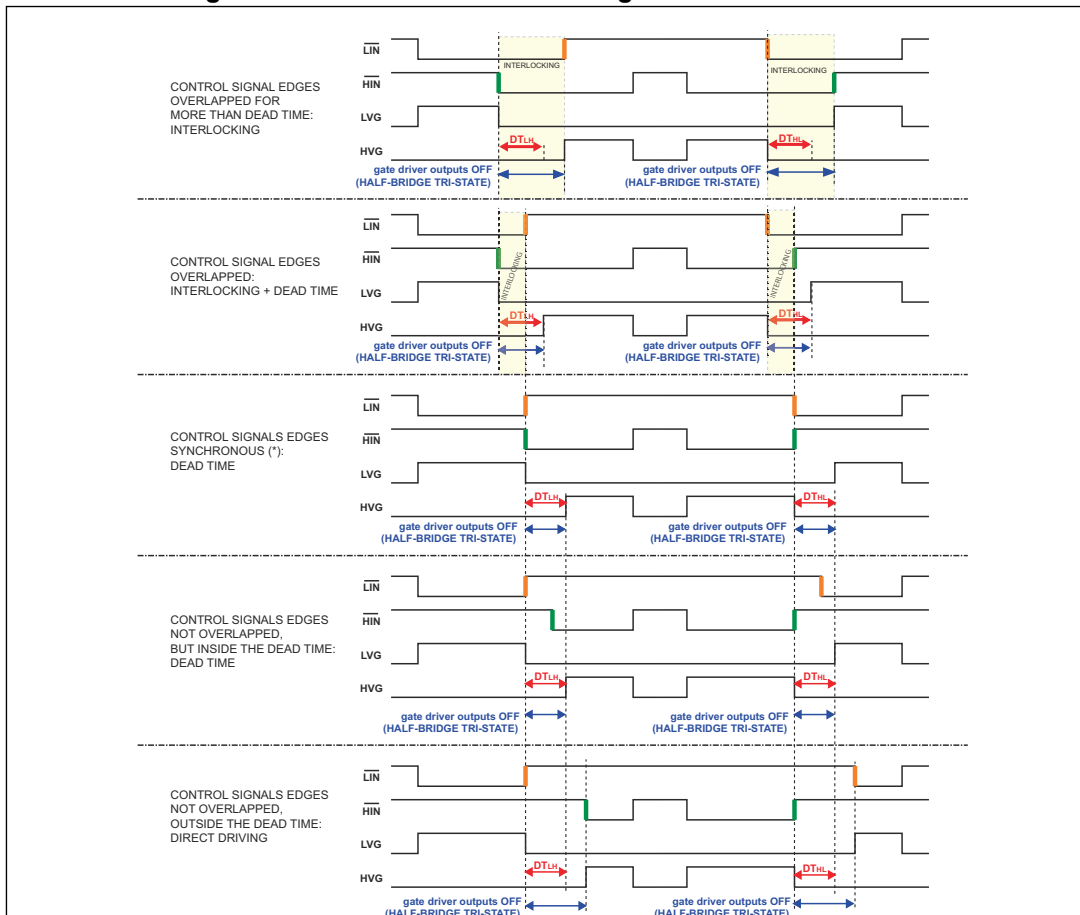 LIN
INTERLOCKING
INTERLOCKING
HIN
CONTROL SIGNAL EDGES
OVERLAPPED FOR
MORE THAN DEAD TIME:
INTERLOCKING
LVG
DTLH
DTHL
HVG
gate driver outputs OFF
(HALF-BRIDGE TRI-STATE)
gate driver outputs OFF
(HALF-BRIDGE TRI-STATE)
LIN
HIN
CONTROL SIGNAL EDGES
OVERLAPPED:
INTERLOCKING + DEAD TIME
INTERLOCKING
INTERLOCKING
LVG
DTLH
DTHL
HVG
gate driver outputs OFF
(HALF-BRIDGE TRI-STATE)
gate driver outputs OFF
(HALF-BRIDGE TRI-STATE)
LIN
HIN
CONTROL SIGNALS EDGES
SYNCHRONOUS (*):
DEAD TIME
LVG
DTLH
DTHL
HVG
gate driver outputs OFF
(HALF-BRIDGE TRI-STATE)
gate driver outputs OFF
(HALF-BRIDGE TRI-STATE)
LIN
HIN
CONTROL SIGNALS EDGES
NOT OVERLAPPED,
BUT INSIDE THE DEAD TIME:
DEAD TIME
LVG
DTLH
DTHL
HVG
gate driver outputs OFF
(HALF-BRIDGE TRI-STATE)
gate driver outputs OFF
(HALF-BRIDGE TRI-STATE)
LIN
HIN
CONTROL SIGNALS EDGES
NOT OVERLAPPED,
OUTSIDE THE DEAD TIME:
DIRECT DRIVING
LVG
DTLH
DTHL
HVG
gate driver outputs OFF
(HALF-BRIDGE TRI-STATE)
gate driver outputs OFF
(HALF-BRIDGE TRI-STATE)